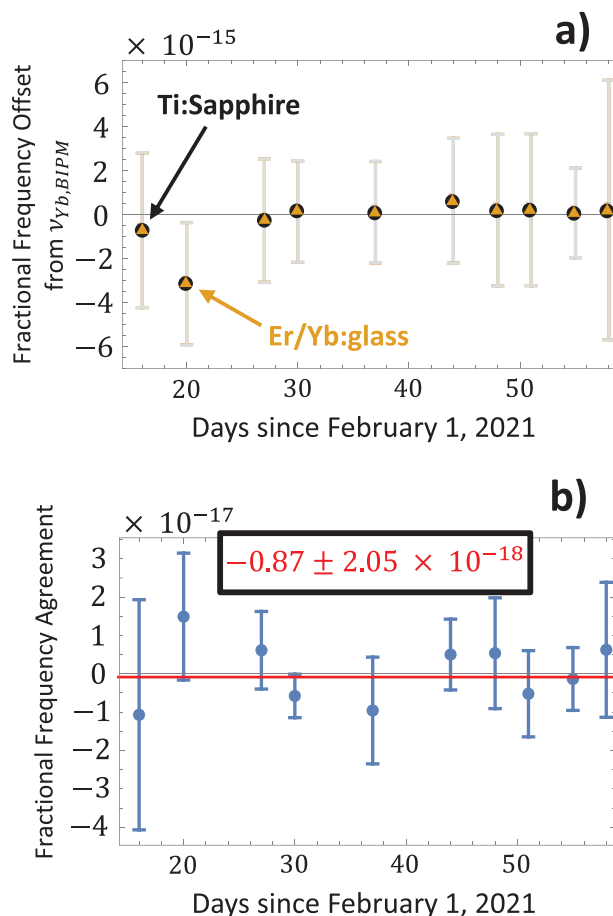 a)
× 10⁻¹⁵
Fractional Frequency Offset
from ν_Yb,BIPM
6
4
2
0
−2
−4
−6
Ti:Sapphire
Er/Yb:glass
20
30
40
50
Days since February 1, 2021
b)
× 10⁻¹⁷
Fractional Frequency Agreement
3
2
1
0
−1
−2
−3
−4
−0.87 ± 2.05 × 10⁻¹⁸
20
30
40
50
Days since February 1, 2021